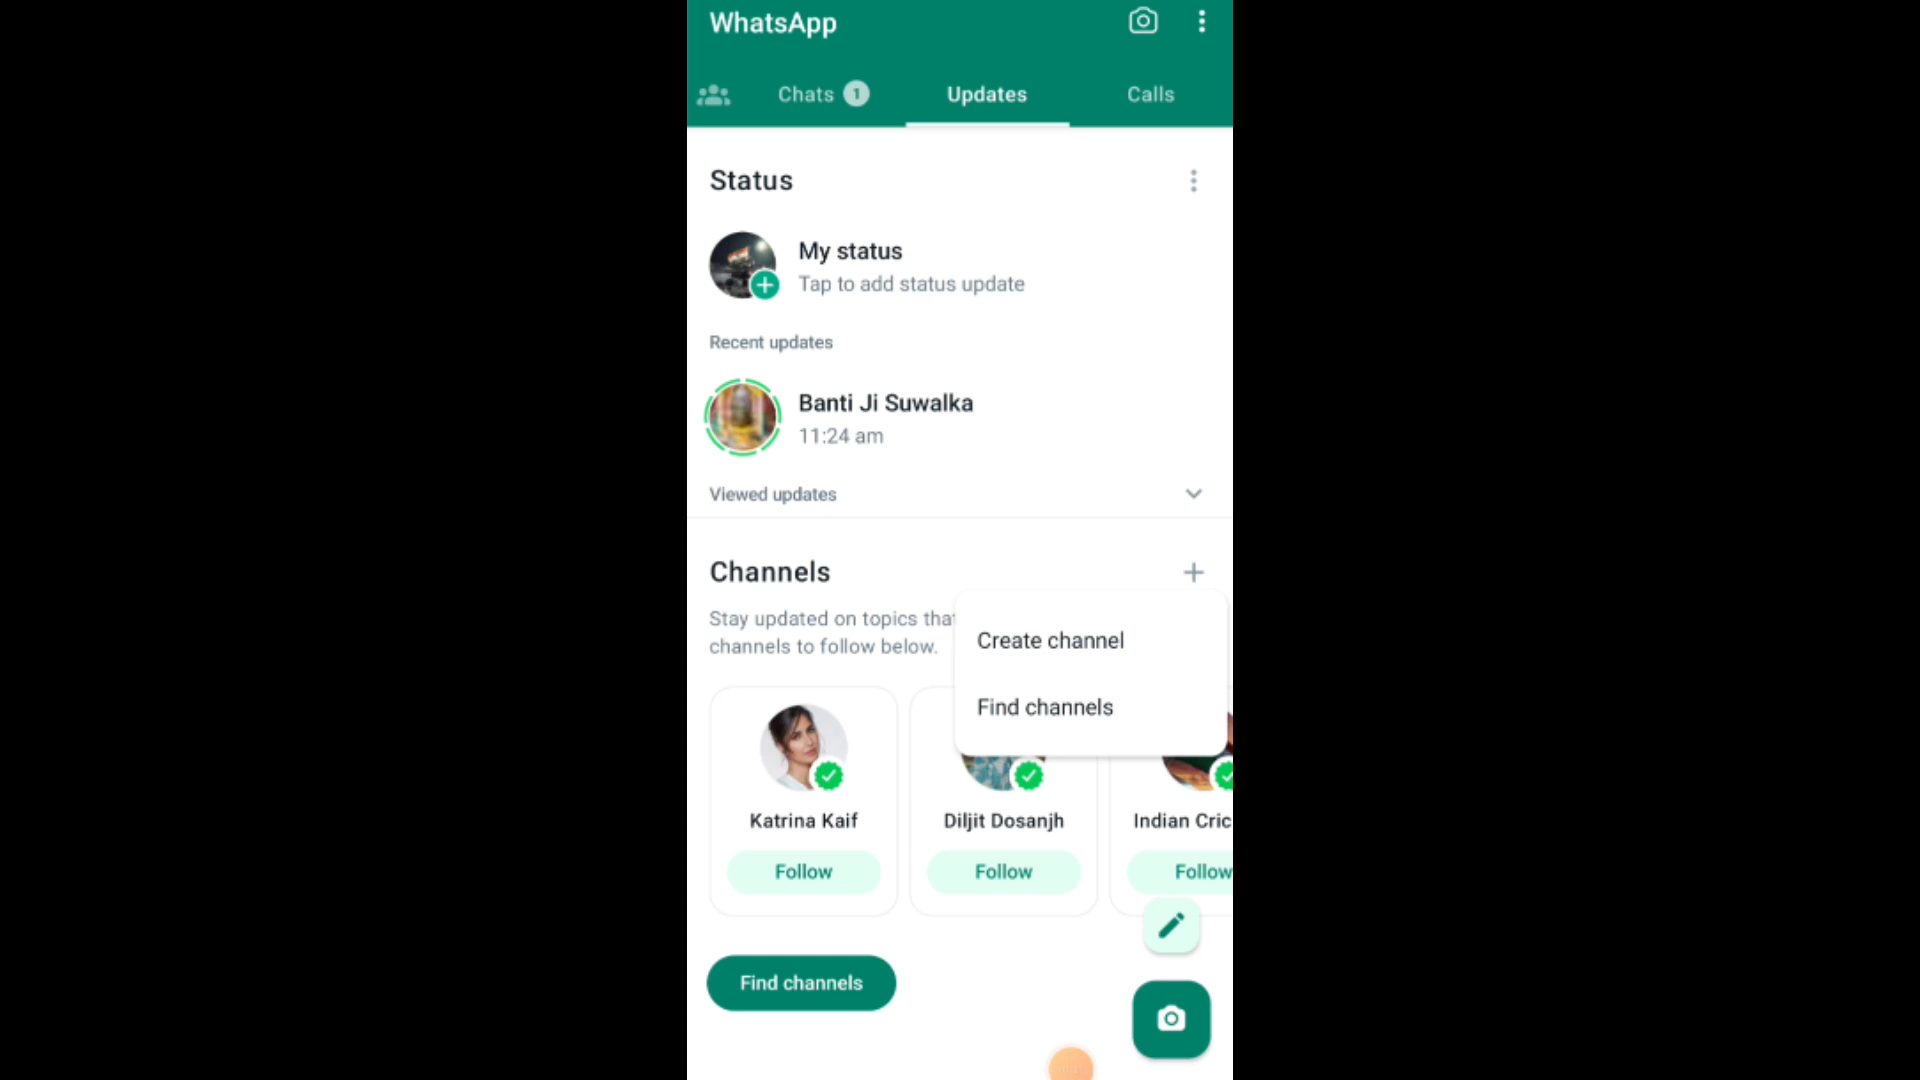 WhatsApp
Chats 1
Updates
Calls
Status
My status
Tap to add status update
Recent updates
Banti Ji Suwalka
11:24 am
Viewed updates
Channels
Stay updated on topics that
channels to follow below.
Create channel
Find channels
Katrina Kaif
Diljit Dosanjh
Indian Cric
Follow
Follow
Follow
Find channels